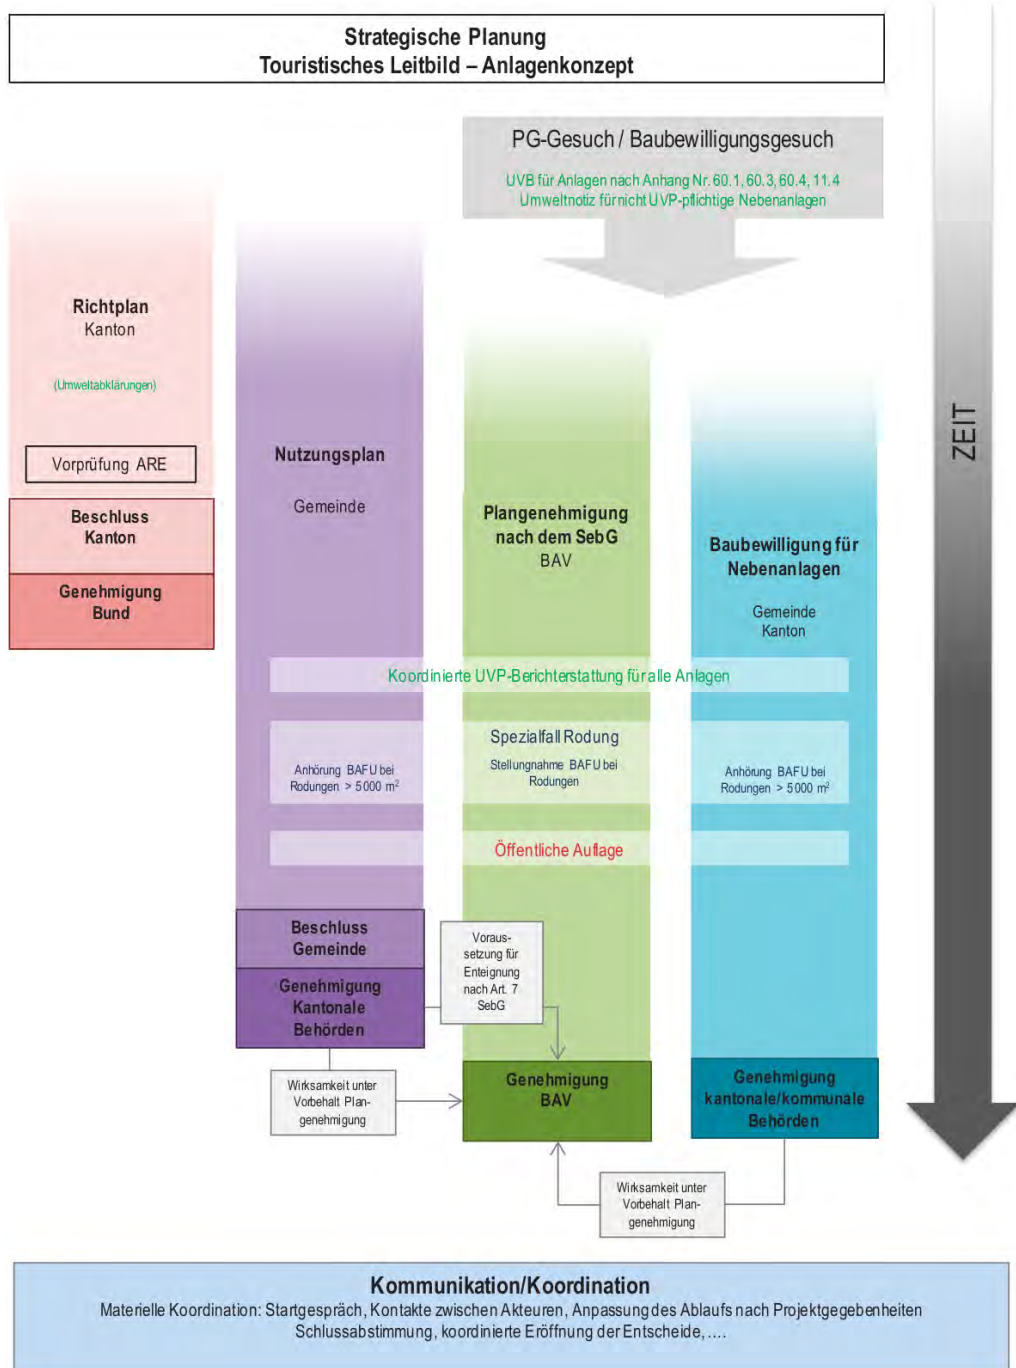 Strategische Planung
Touristisches Leitbild – Anlagenkonzept
PG-Gesuch / Baubewilligungsgesuch
UVB für Anlagen nach Anhang Nr. 60.1, 60.3, 60.4, 11.4
Umweltnotiz für nicht UVP-pflichtige Nebenanlagen
ZEIT
Richtplan
Kanton
(Umweltabklärungen)
Vorprüfung ARE
Beschluss
Kanton
Genehmigung
Bund
Nutzungsplan
Gemeinde
Plangenehmigung
nach dem SebG
BAV
Baubewilligung für
Nebenanlagen
Gemeinde
Kanton
Koordinierte UVP-Berichterstattung für alle Anlagen
Spezialfall Rodung
Anhörung BAFU bei
Rodungen > 5000 m²
Stellungnahme BAFU bei
Rodungen
Anhörung BAFU bei
Rodungen > 5000 m²
Öffentliche Auflage
Beschluss
Gemeinde
Genehmigung
Kantonale
Behörden
Voraus-
setzung für
Enteignung
nach Art. 7
SebG
Wirksamkeit unter
Vorbehalt Plan-
genehmigung
Genehmigung
BAV
Genehmigung
kantonale/kommunale
Behörden
Wirksamkeit unter
Vorbehalt Plan-
genehmigung
Kommunikation/Koordination
Materielle Koordination: Startgespräch, Kontakte zwischen Akteuren, Anpassung des Ablaufs nach Projektgegebenheiten
Schlussabstimmung, koordinierte Eröffnung der Entscheide, ....